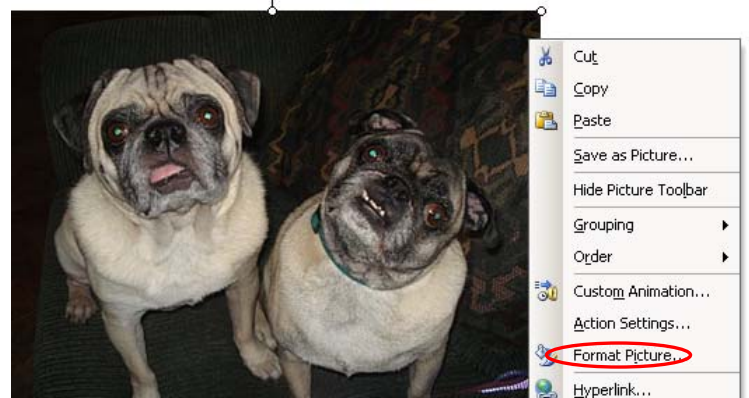 Cut
Copy
Paste
Save as Picture...
Hide Picture Toolbar
Grouping
Order
Custom Animation...
Action Settings...
Format Picture...
Hyperlink...